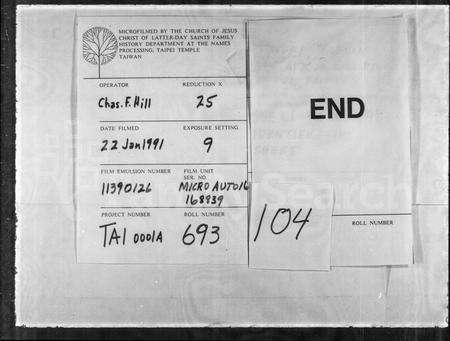 MICROFILMED BY THE CHURCH OF JESUS
CHRIST OF LATTER-DAY SAINTS FAMILY
HISTORY DEPARTMENT AT THE NAMES
PROCESSING, TAIPEI TEMPLE
TAIWAN
OPERATOR REDUCTION X
Chas. F. Hill 25
DATE FILMED EXPOSURE SETTING
22 Jan 1991 9
FILM EMULSION NUMBER FILM UNIT
SER. NO.
11390126 MICRO AUTO16
168939
PROJECT NUMBER ROLL NUMBER
TAI 0001A 693
END
104
ROLL NUMBER